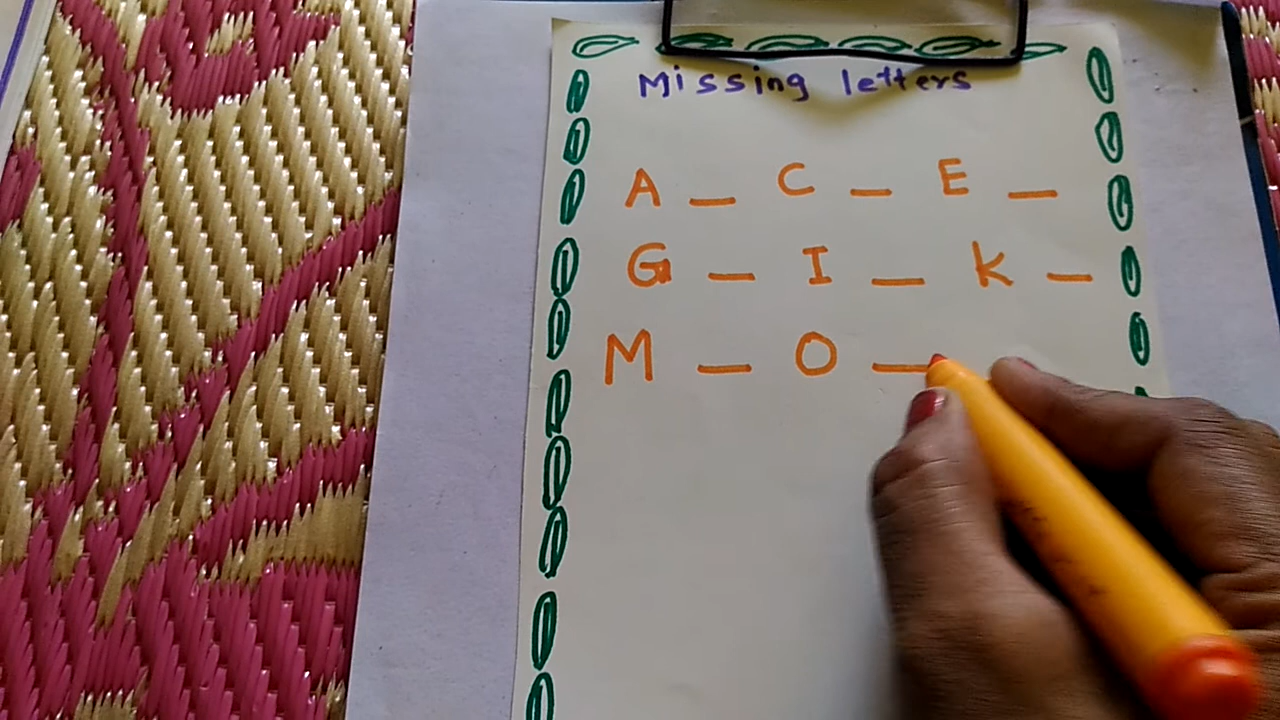 Missing letters
A _ C _ E _
G _ I _ K _
M _ O _